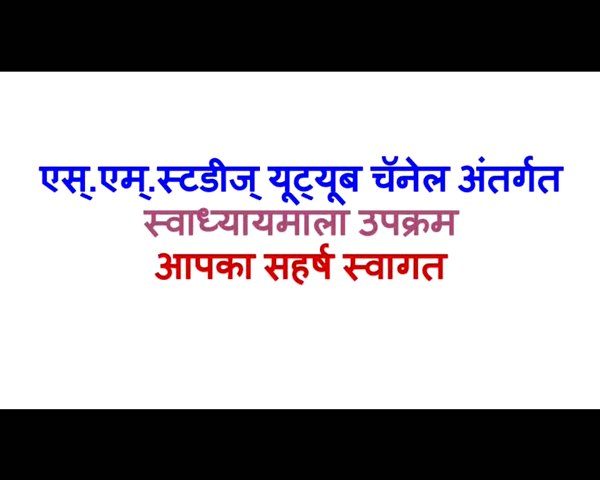 एस्.एम्.स्टडीज् यूट्यूब चॅनेल अंतर्गत
स्वाध्यायमाला उपक्रम
आपका सहर्ष स्वागत